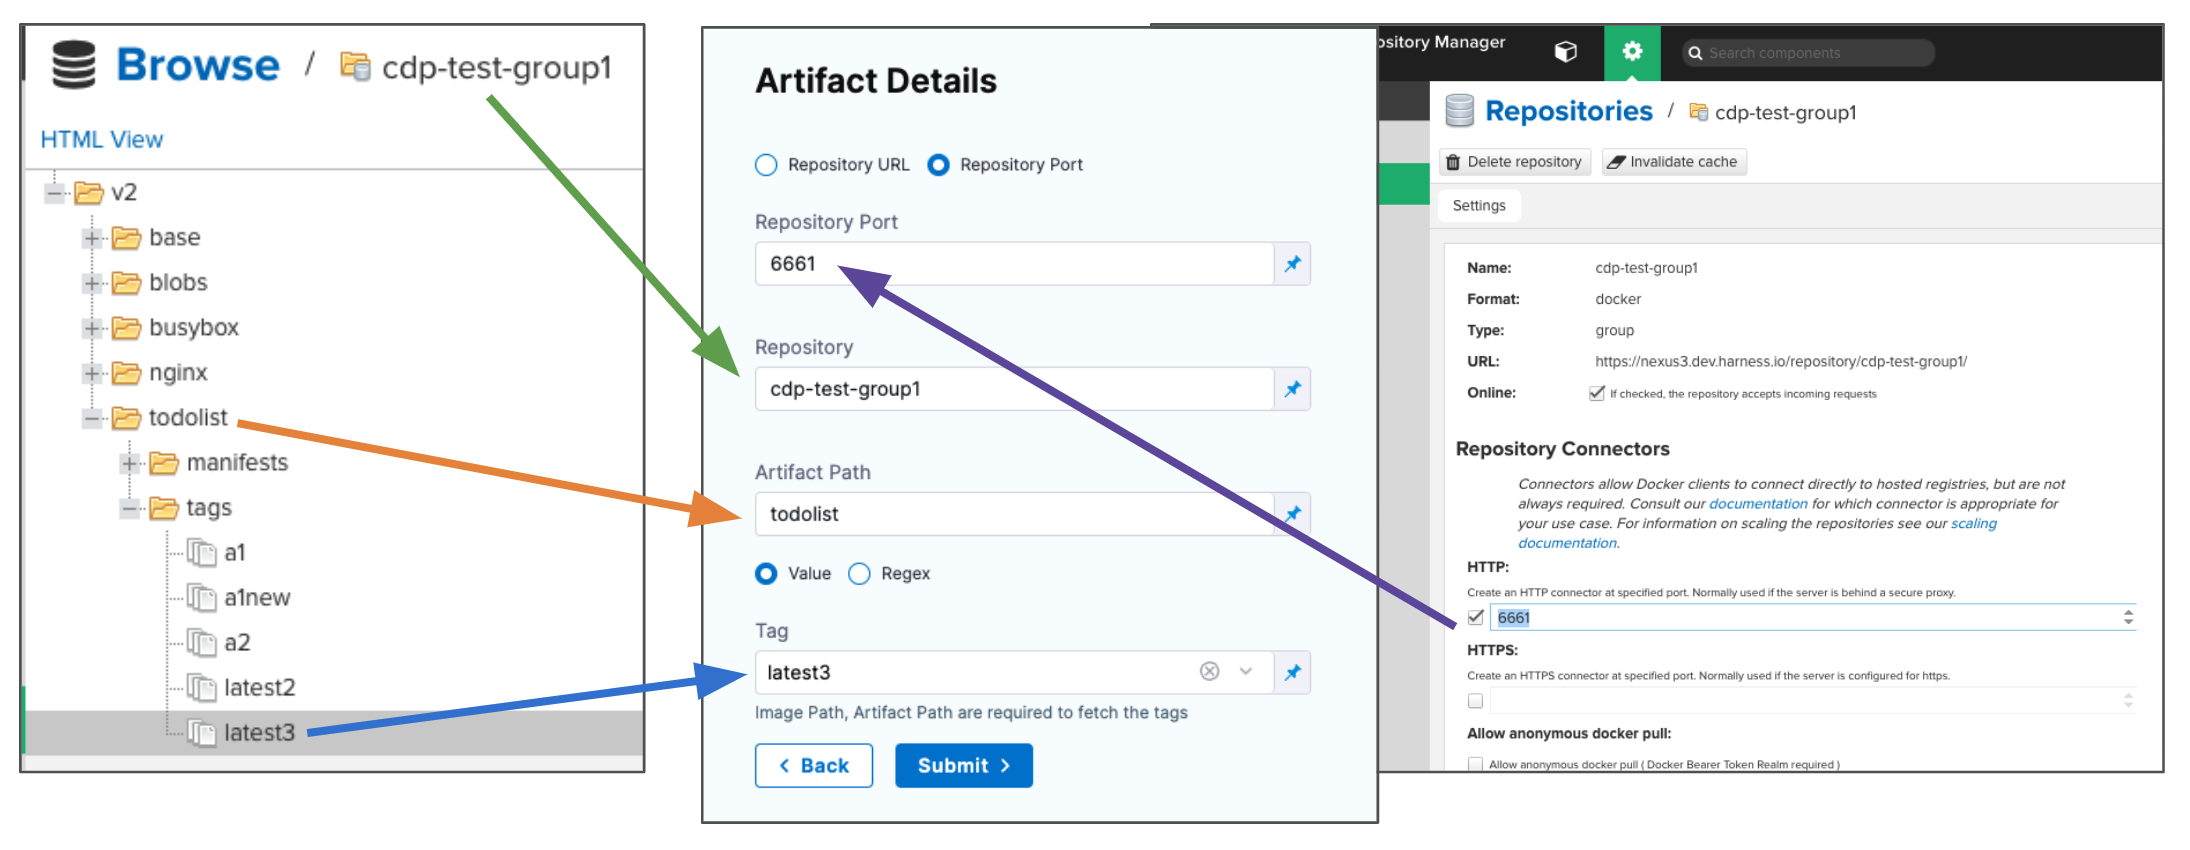 Browse / cdp-test-group1
HTML View
v2
base
blobs
busybox
nginx
todolist
manifests
tags
a1
a1new
a2
latest2
latest3
Artifact Details
Repository URL Repository Port
Repository Port
6661
Repository
cdp-test-group1
Artifact Path
todolist
Value Regex
Tag
latest3
Image Path, Artifact Path are required to fetch the tags
Back Submit
Manager Search components
Repositories / cdp-test-group1
Delete repository Invalidate cache
Settings
Name: cdp-test-group1
Format: docker
Type: group
URL: https://nexus3.dev.harness.io/repository/cdp-test-group1/
Online: If checked, the repository accepts incoming requests
Repository Connectors
Connectors allow Docker clients to connect directly to hosted registries, but are not
always required. Consult our documentation for which connector is appropriate for
your use case. For information on scaling the repositories see our scaling
documentation.
HTTP:
Create an HTTP connector at specified port. Normally used if the server is behind a secure proxy.
6661
HTTPS:
Create an HTTPS connector at specified port. Normally used if the server is configured for https.
Allow anonymous docker pull:
Allow anonymous docker pull ( Docker Bearer Token Realm required )